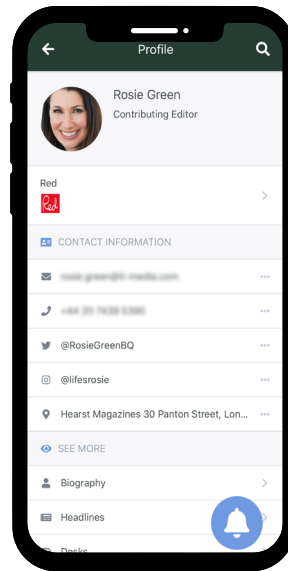 Profile
Rosie Green
Contributing Editor
Red
Red
CONTACT INFORMATION
@RosieGreenBQ
@lifesrosie
Hearst Magazines 30 Panton Street, Lon...
SEE MORE
Biography
Headlines
Desks